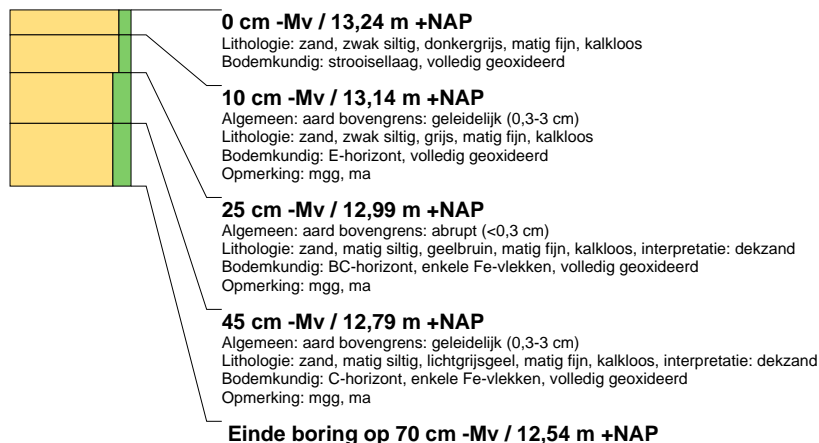 0 cm -Mv / 13,24 m +NAP
Lithologie: zand, zwak siltig, donkergrijs, matig fijn, kalkloos
Bodemkundig: strooisellaag, volledig geoxideerd
10 cm -Mv / 13,14 m +NAP
Algemeen: aard bovengrens: geleidelijk (0,3-3 cm)
Lithologie: zand, zwak siltig, grijs, matig fijn, kalkloos
Bodemkundig: E-horizont, volledig geoxideerd
Opmerking: mgg, ma
25 cm -Mv / 12,99 m +NAP
Algemeen: aard bovengrens: abrupt (<0,3 cm)
Lithologie: zand, matig siltig, geelbruin, matig fijn, kalkloos, interpretatie: dekzand
Bodemkundig: BC-horizont, enkele Fe-vlekken, volledig geoxideerd
Opmerking: mgg, ma
45 cm -Mv / 12,79 m +NAP
Algemeen: aard bovengrens: geleidelijk (0,3-3 cm)
Lithologie: zand, matig siltig, lichtgrijsgeel, matig fijn, kalkloos, interpretatie: dekzand
Bodemkundig: C-horizont, enkele Fe-vlekken, volledig geoxideerd
Opmerking: mgg, ma
Einde boring op 70 cm -Mv / 12,54 m +NAP